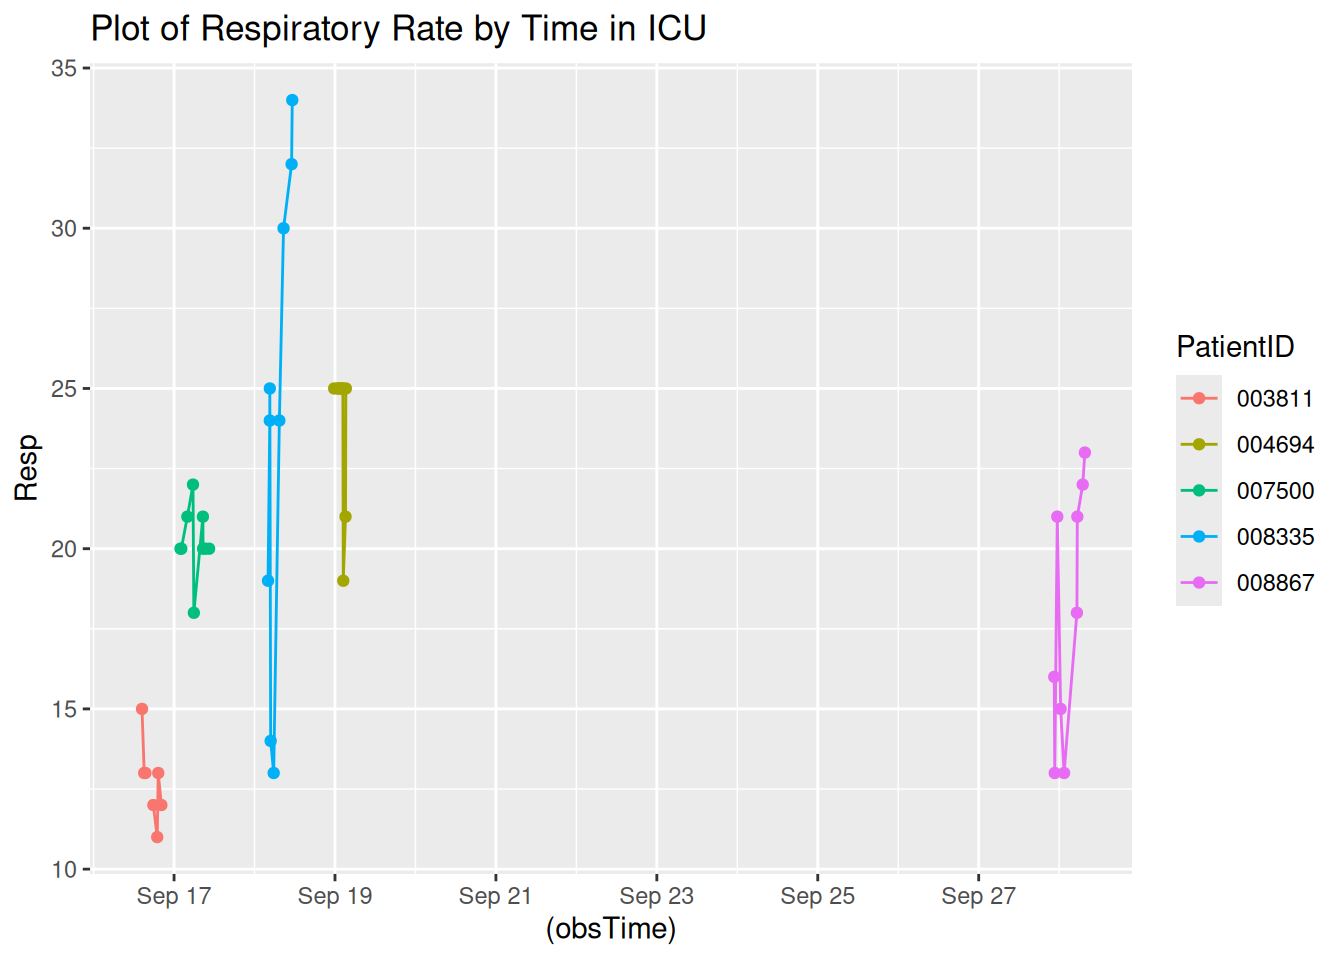 Plot of Respiratory Rate by Time in ICU
35
30
25
20
15
10
Resp
Sep 17 Sep 19 Sep 21 Sep 23 Sep 25 Sep 27
(obsTime)
PatientID
003811
004694
007500
008335
008867